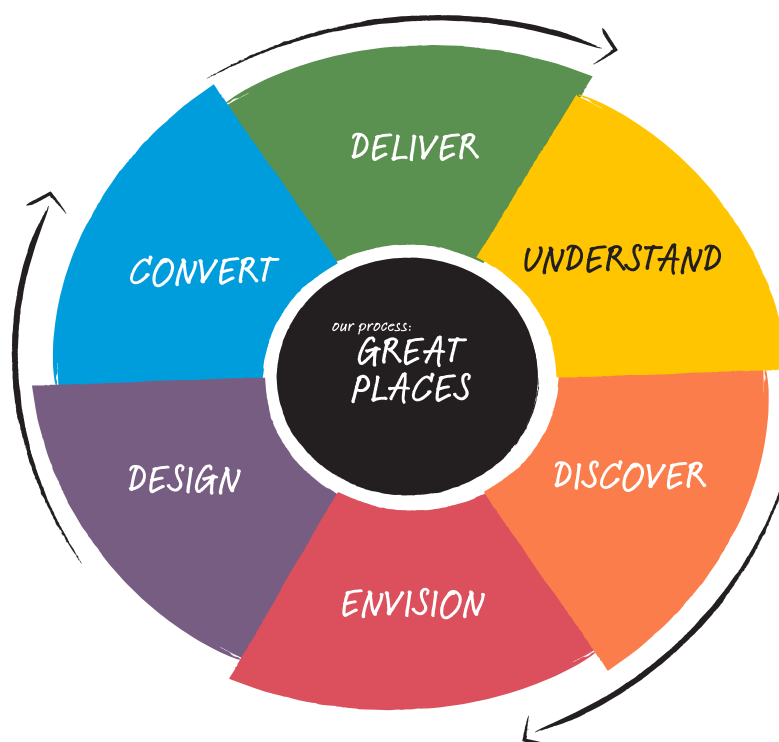 DELIVER
UNDERSTAND
DISCOVER
ENVISION
DESIGN
CONVERT
our process:
GREAT
PLACES